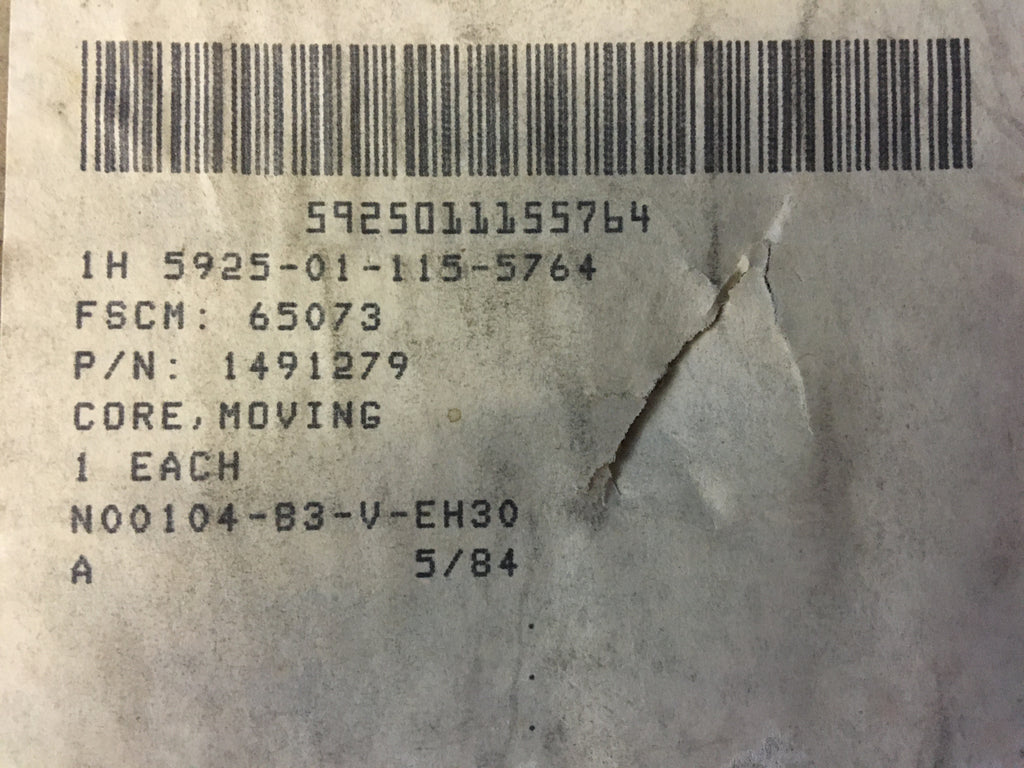 5925011155764
1H 5925-01-115-5764
FSCM: 65073
P/N: 1491279
CORE,MOVING
1 EACH
N00104-83-V-EH30
A 5/84